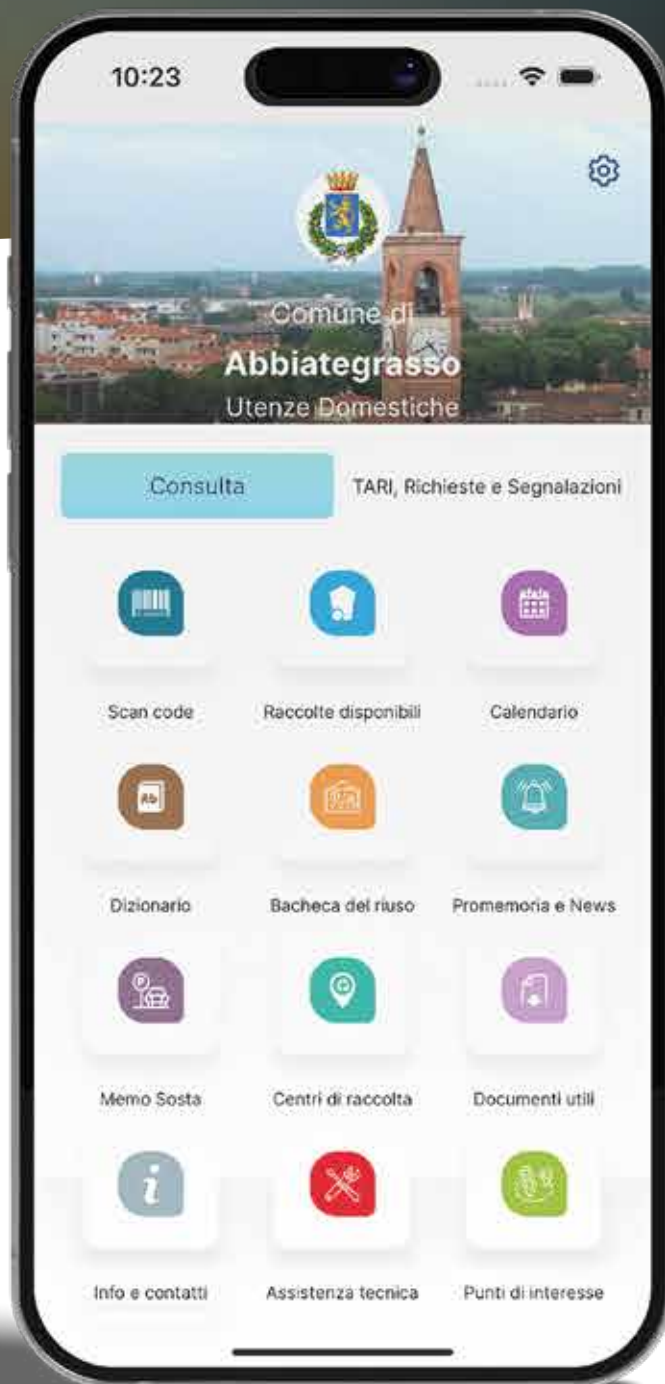 10:23
Comune di
Abbiategrasso
Utenze Domestiche
Consulta
TARI, Richieste e Segnalazioni
Scan code
Raccolte disponibili
Calendario
Ab
Dizionario
Bacheca del riuso
Promemoria e News
P
Memo Sosta
Centri di raccolta
Documenti utili
i
Info e contatti
Assistenza tecnica
Punti di interesse